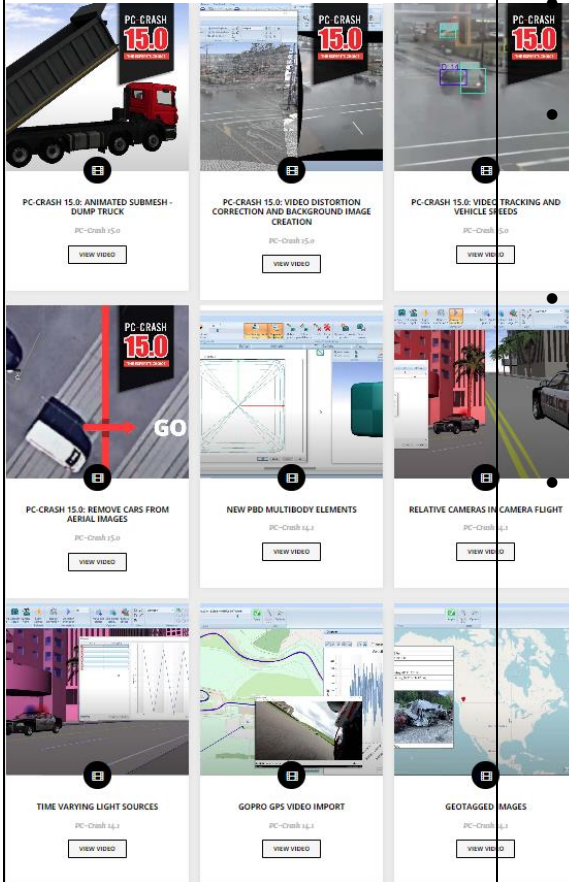 PC-CRASH
15.0
PC-CRASH
15.0
PC-CRASH
15.0
PC-CRASH 15.0: ANIMATED SUBMESH -
DUMP TRUCK
PC-Crash 15.0
VIEW VIDEO
PC-CRASH 15.0: VIDEO DISTORTION
CORRECTION AND BACKGROUND IMAGE
CREATION
PC-Crash 15.0
VIEW VIDEO
PC-CRASH 15.0: VIDEO TRACKING AND
VEHICLE SPEEDS
PC-Crash 15.0
VIEW VIDEO
PC-CRASH
15.0
GO
PC-CRASH 15.0: REMOVE CARS FROM
AERIAL IMAGES
PC-Crash 15.0
VIEW VIDEO
NEW PBD MULTIBODY ELEMENTS
PC-Crash 14.1
VIEW VIDEO
RELATIVE CAMERAS IN CAMERA FLIGHT
PC-Crash 14.1
VIEW VIDEO
TIME VARYING LIGHT SOURCES
PC-Crash 14.1
VIEW VIDEO
GOPRO GPS VIDEO IMPORT
PC-Crash 14.1
VIEW VIDEO
GEOTAGGED IMAGES
PC-Crash 14.1
VIEW VIDEO